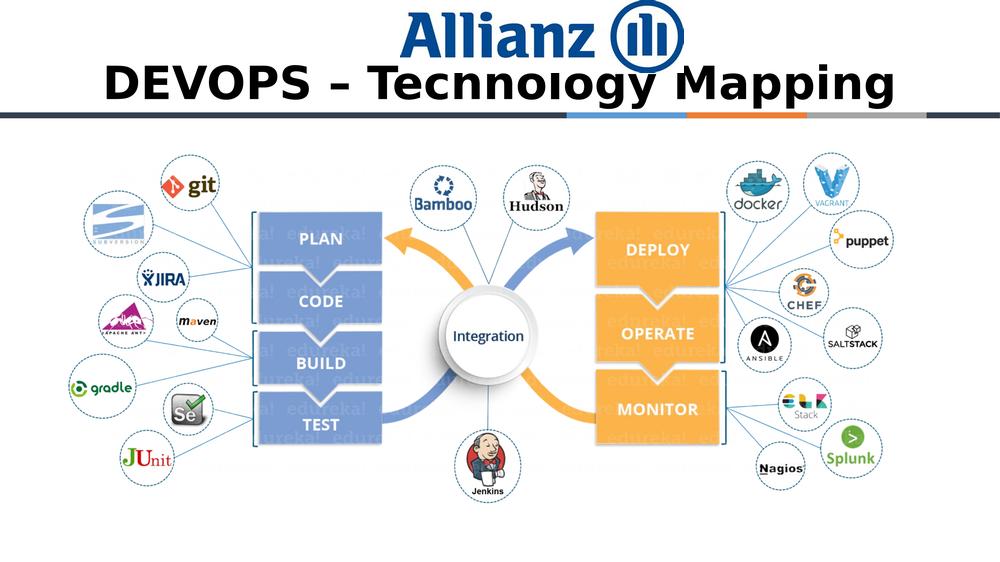 Allianz
DEVOPS – Technology Mapping
git
SUBVERSION
JIRA
APACHE ANT
maven
gradle
Se
JUnit
PLAN
CODE
BUILD
TEST
Bamboo
Hudson
Integration
Jenkins
DEPLOY
OPERATE
MONITOR
docker
VAGRANT
puppet
CHEF
ANSIBLE
SALTSTACK
elk
Stack
Splunk
Nagios
edureka!